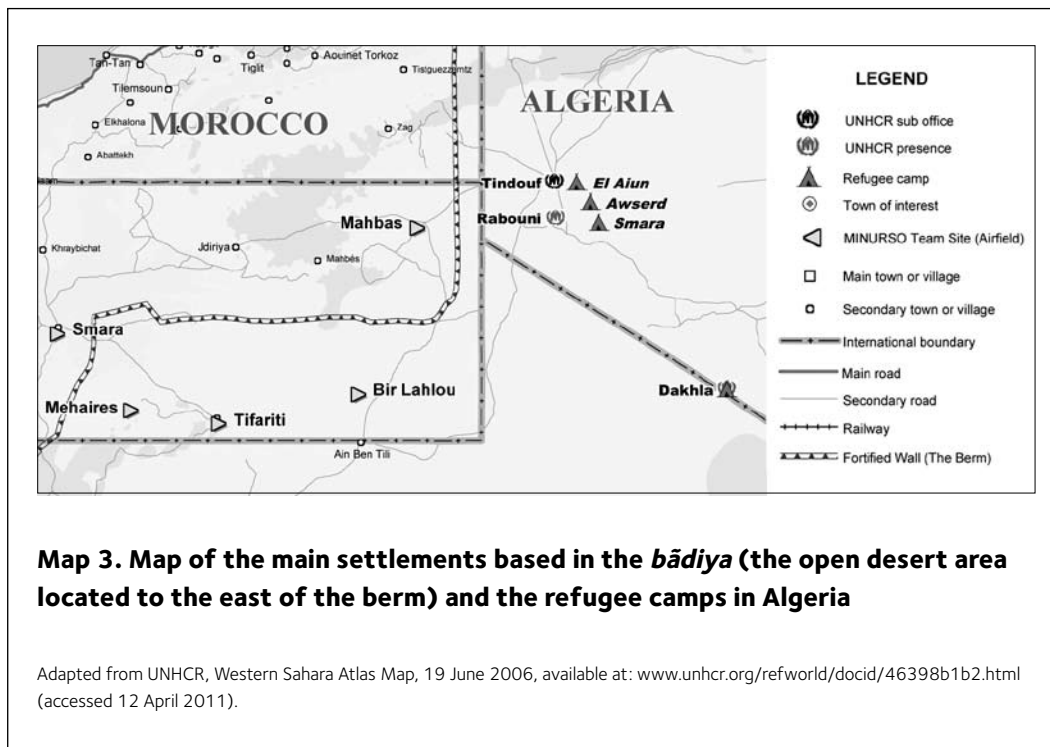 Tan-Tan
Tiglit
Aouinet Torkoz
Tistguezzemtz
Tilemsoun
ALGERIA
Elkhalona
MOROCCO
Zag
Abattekh
Tindouf
El Aiun
Awserd
Rabouni
Smara
Mahbas
Khraybichat
Jdiriya
Mahbés
Smara
Mehaires
Bir Lahlou
Dakhla
Tifariti
Ain Ben Tili
LEGEND
UNHCR sub office
UNHCR presence
Refugee camp
Town of interest
MINURSO Team Site (Airfield)
Main town or village
Secondary town or village
International boundary
Main road
Secondary road
Railway
Fortified Wall (The Berm)
Map 3. Map of the main settlements based in the bādiya (the open desert area
located to the east of the berm) and the refugee camps in Algeria
Adapted from UNHCR, Western Sahara Atlas Map, 19 June 2006, available at: www.unhcr.org/refworld/docid/46398b1b2.html
(accessed 12 April 2011).